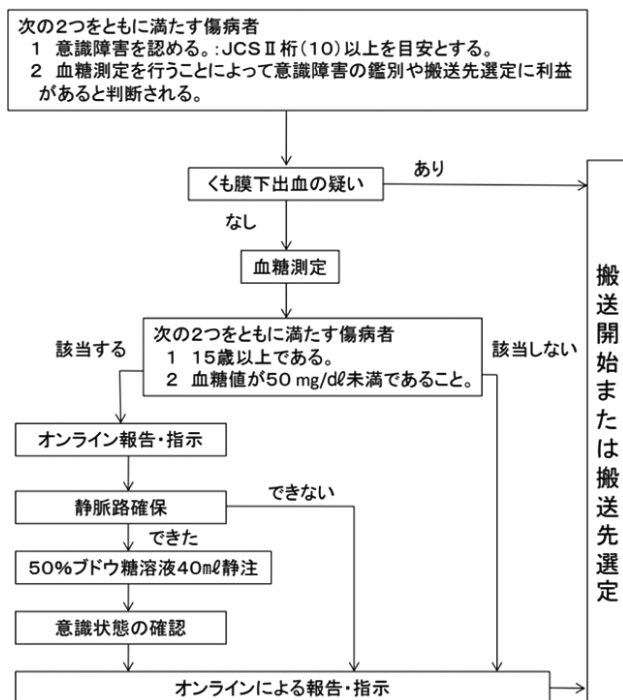 次の2つをともに満たす傷病者
1 意識障害を認める。:JCSⅡ桁(10)以上を目安とする。
2 血糖測定を行うことによって意識障害の鑑別や搬送先選定に利益
があると判断される。
くも膜下出血の疑い
あり
なし
血糖測定
次の2つをともに満たす傷病者
1 15歳以上である。
2 血糖値が50 mg/dℓ未満であること。
該当する
該当しない
オンライン報告・指示
静脈路確保
できない
できた
50%ブドウ糖溶液40mℓ静注
意識状態の確認
オンラインによる報告・指示
搬送開始または搬送先選定